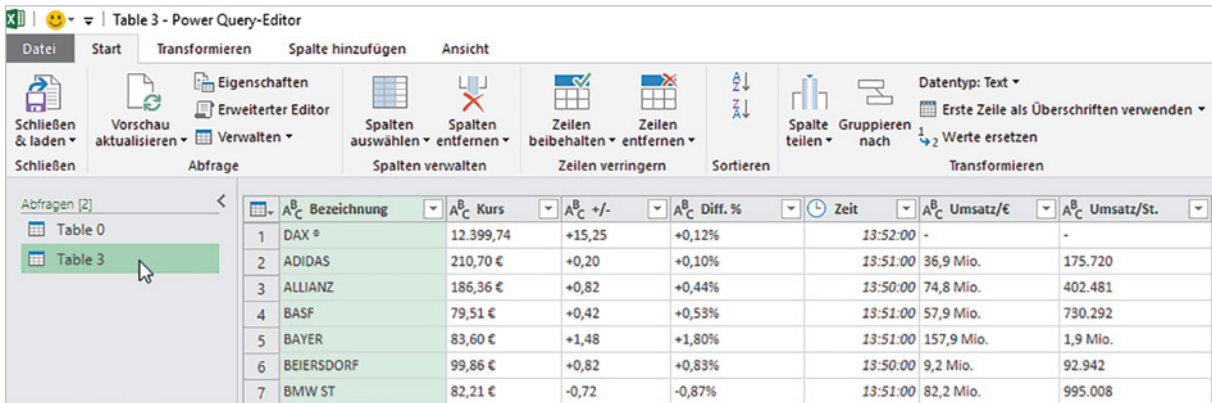 Table 3 - Power Query-Editor
Datei Start Transformieren Spalte hinzufügen Ansicht
Schließen & laden
Schließen
Vorschau aktualisieren
Eigenschaften
Erweiterter Editor
Verwalten
Abfrage
Spalten auswählen
Spalten entfernen
Spalten verwalten
Zeilen beibehalten
Zeilen entfernen
Zeilen verringern
Sortieren
Spalte teilen
Gruppieren nach
Datentyp: Text
Erste Zeile als Überschriften verwenden
Werte ersetzen
Transformieren
Abfragen [2]
Table 0
Table 3
Bezeichnung Kurs +/- Diff. % Zeit Umsatz/€ Umsatz/St.
1 DAX ® 12.399,74 +15,25 +0,12% 13:52:00 - -
2 ADIDAS 210,70 € +0,20 +0,10% 13:51:00 36,9 Mio. 175.720
3 ALLIANZ 186,36 € +0,82 +0,44% 13:50:00 74,8 Mio. 402.481
4 BASF 79,51 € +0,42 +0,53% 13:51:00 57,9 Mio. 730.292
5 BAYER 83,60 € +1,48 +1,80% 13:51:00 157,9 Mio. 1,9 Mio.
6 BEIERSDORF 99,86 € +0,82 +0,83% 13:50:00 9,2 Mio. 92.942
7 BMW ST 82,21 € -0,72 -0,87% 13:51:00 82,2 Mio. 995.008